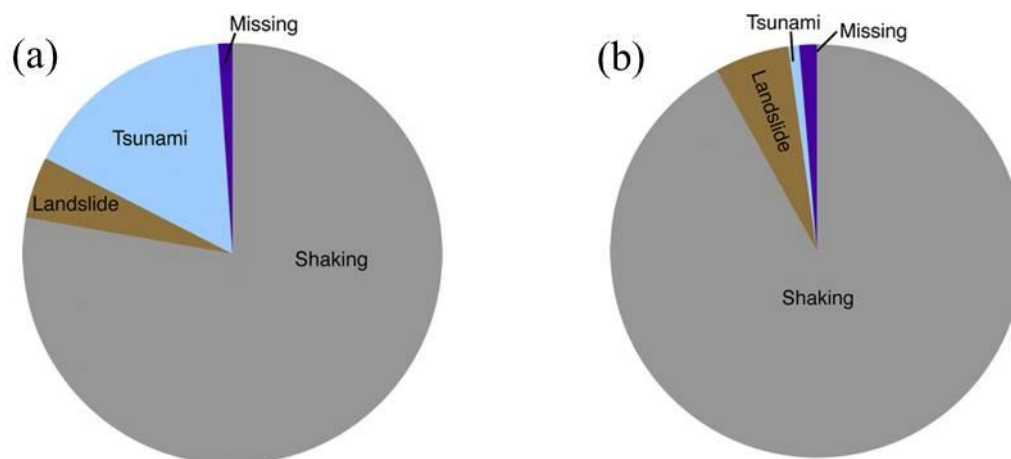 (a)
Missing
Tsunami
Landslide
Shaking
(b)
Tsunami
Missing
Landslide
Shaking